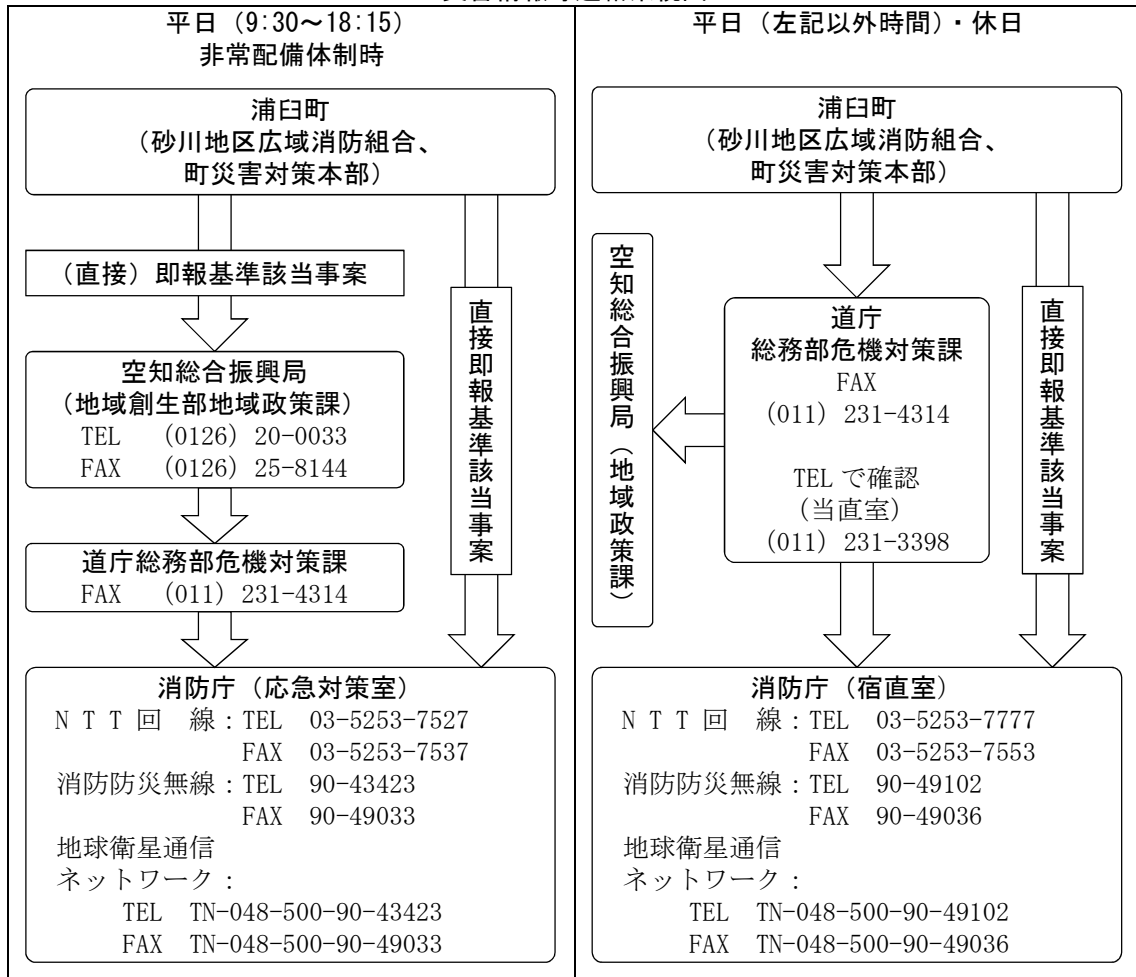 平日（9:30～18:15）
非常配備体制時
浦臼町
（砂川地区広域消防組合、
町災害対策本部）
（直接）即報基準該当事案
直接即報基準該当事案
空知総合振興局
（地域創生部地域政策課）
TEL （0126）20-0033
FAX （0126）25-8144
道庁総務部危機対策課
FAX （011）231-4314
消防庁（応急対策室）
ＮＴＴ回 線：TEL 03-5253-7527
FAX 03-5253-7537
消防防災無線：TEL 90-43423
FAX 90-49033
地球衛星通信
ネットワーク：
TEL TN-048-500-90-43423
FAX TN-048-500-90-49033
平日（左記以外時間）・休日
浦臼町
（砂川地区広域消防組合、
町災害対策本部）
空知総合振興局（地域政策課）
道庁
総務部危機対策課
FAX
（011）231-4314
TEL で確認
（当直室）
（011）231-3398
直接即報基準該当事案
消防庁（宿直室）
ＮＴＴ回 線：TEL 03-5253-7777
FAX 03-5253-7553
消防防災無線：TEL 90-49102
FAX 90-49036
地球衛星通信
ネットワーク：
TEL TN-048-500-90-49102
FAX TN-048-500-90-49036